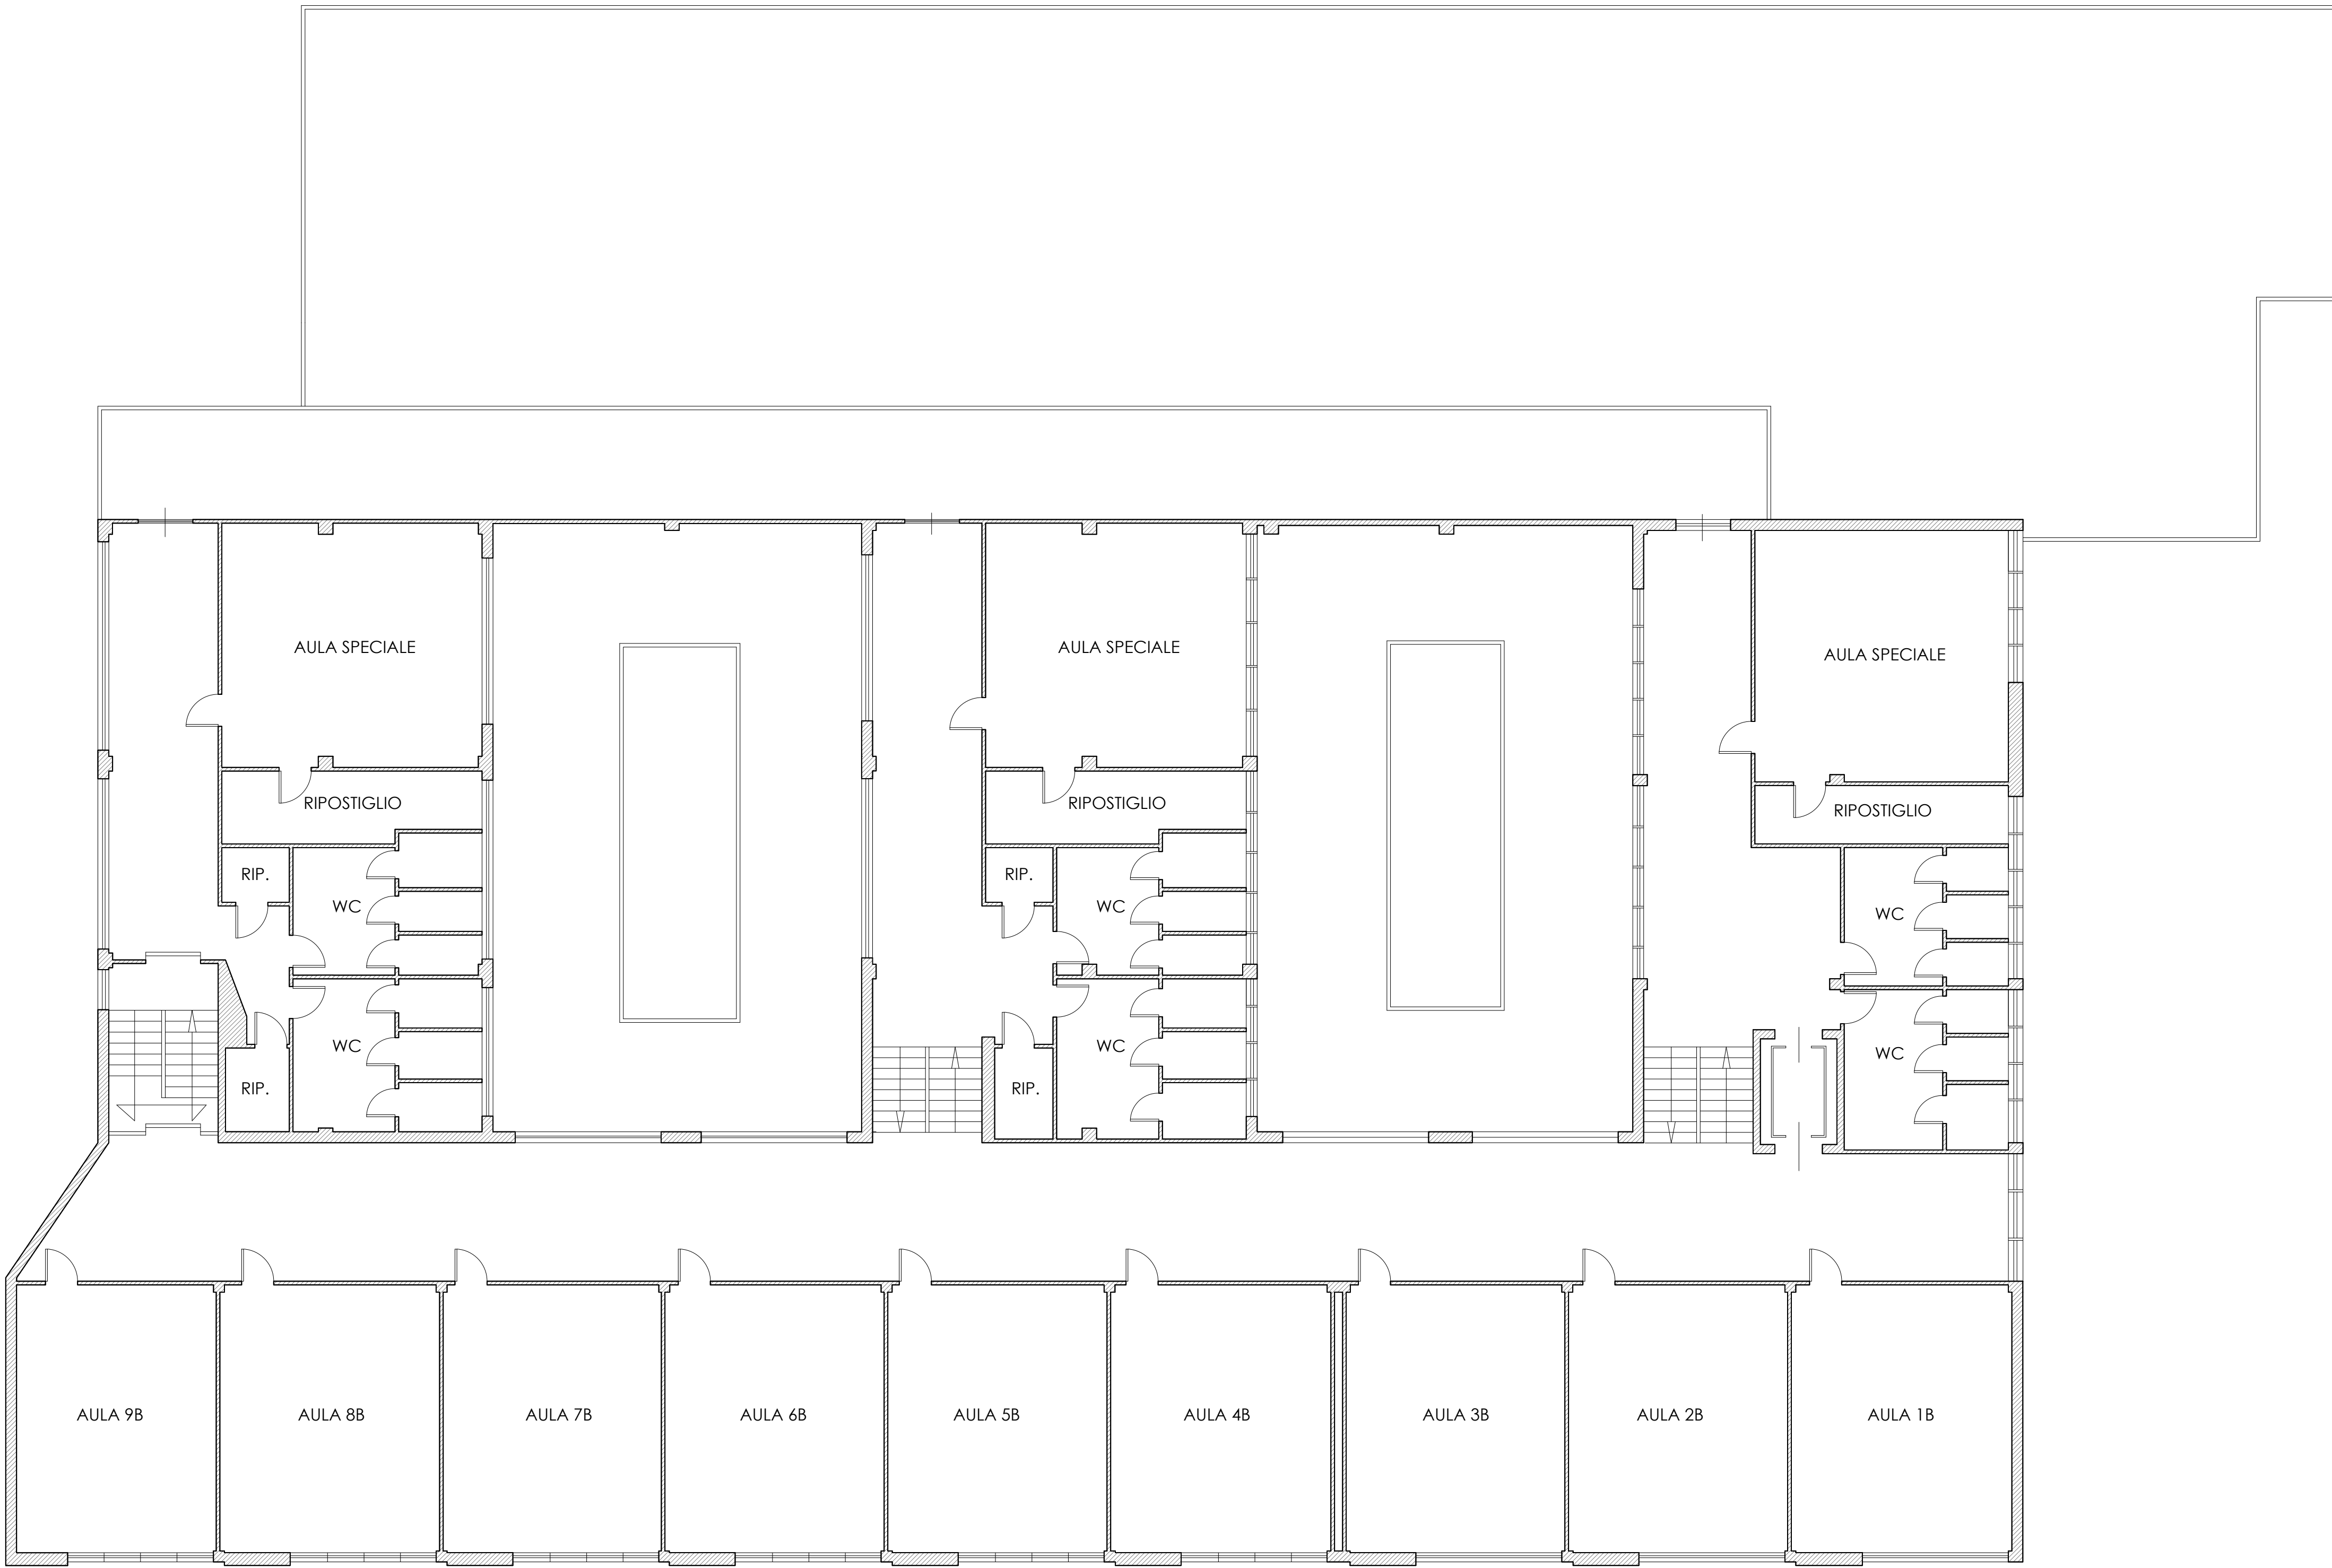 AULA SPECIALE
AULA SPECIALE
AULA SPECIALE
RIPOSTIGLIO
RIPOSTIGLIO
RIPOSTIGLIO
RIP.
RIP.
WC
WC
WC
WC
WC
WC
RIP.
RIP.
AULA 9B
AULA 8B
AULA 7B
AULA 6B
AULA 5B
AULA 4B
AULA 3B
AULA 2B
AULA 1B